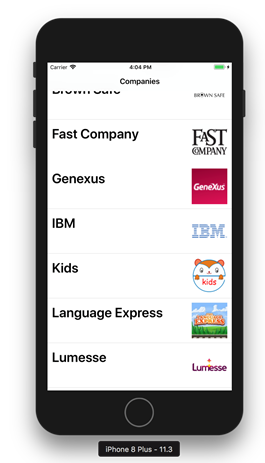 Carrier 4:04 PM
Companies
Brown Safe BROWN SAFE
Fast Company FAST COMPANY
Genexus GeneXus
IBM IBM
Kids kids
Language Express
Lumesse Lumesse
iPhone 8 Plus - 11.3